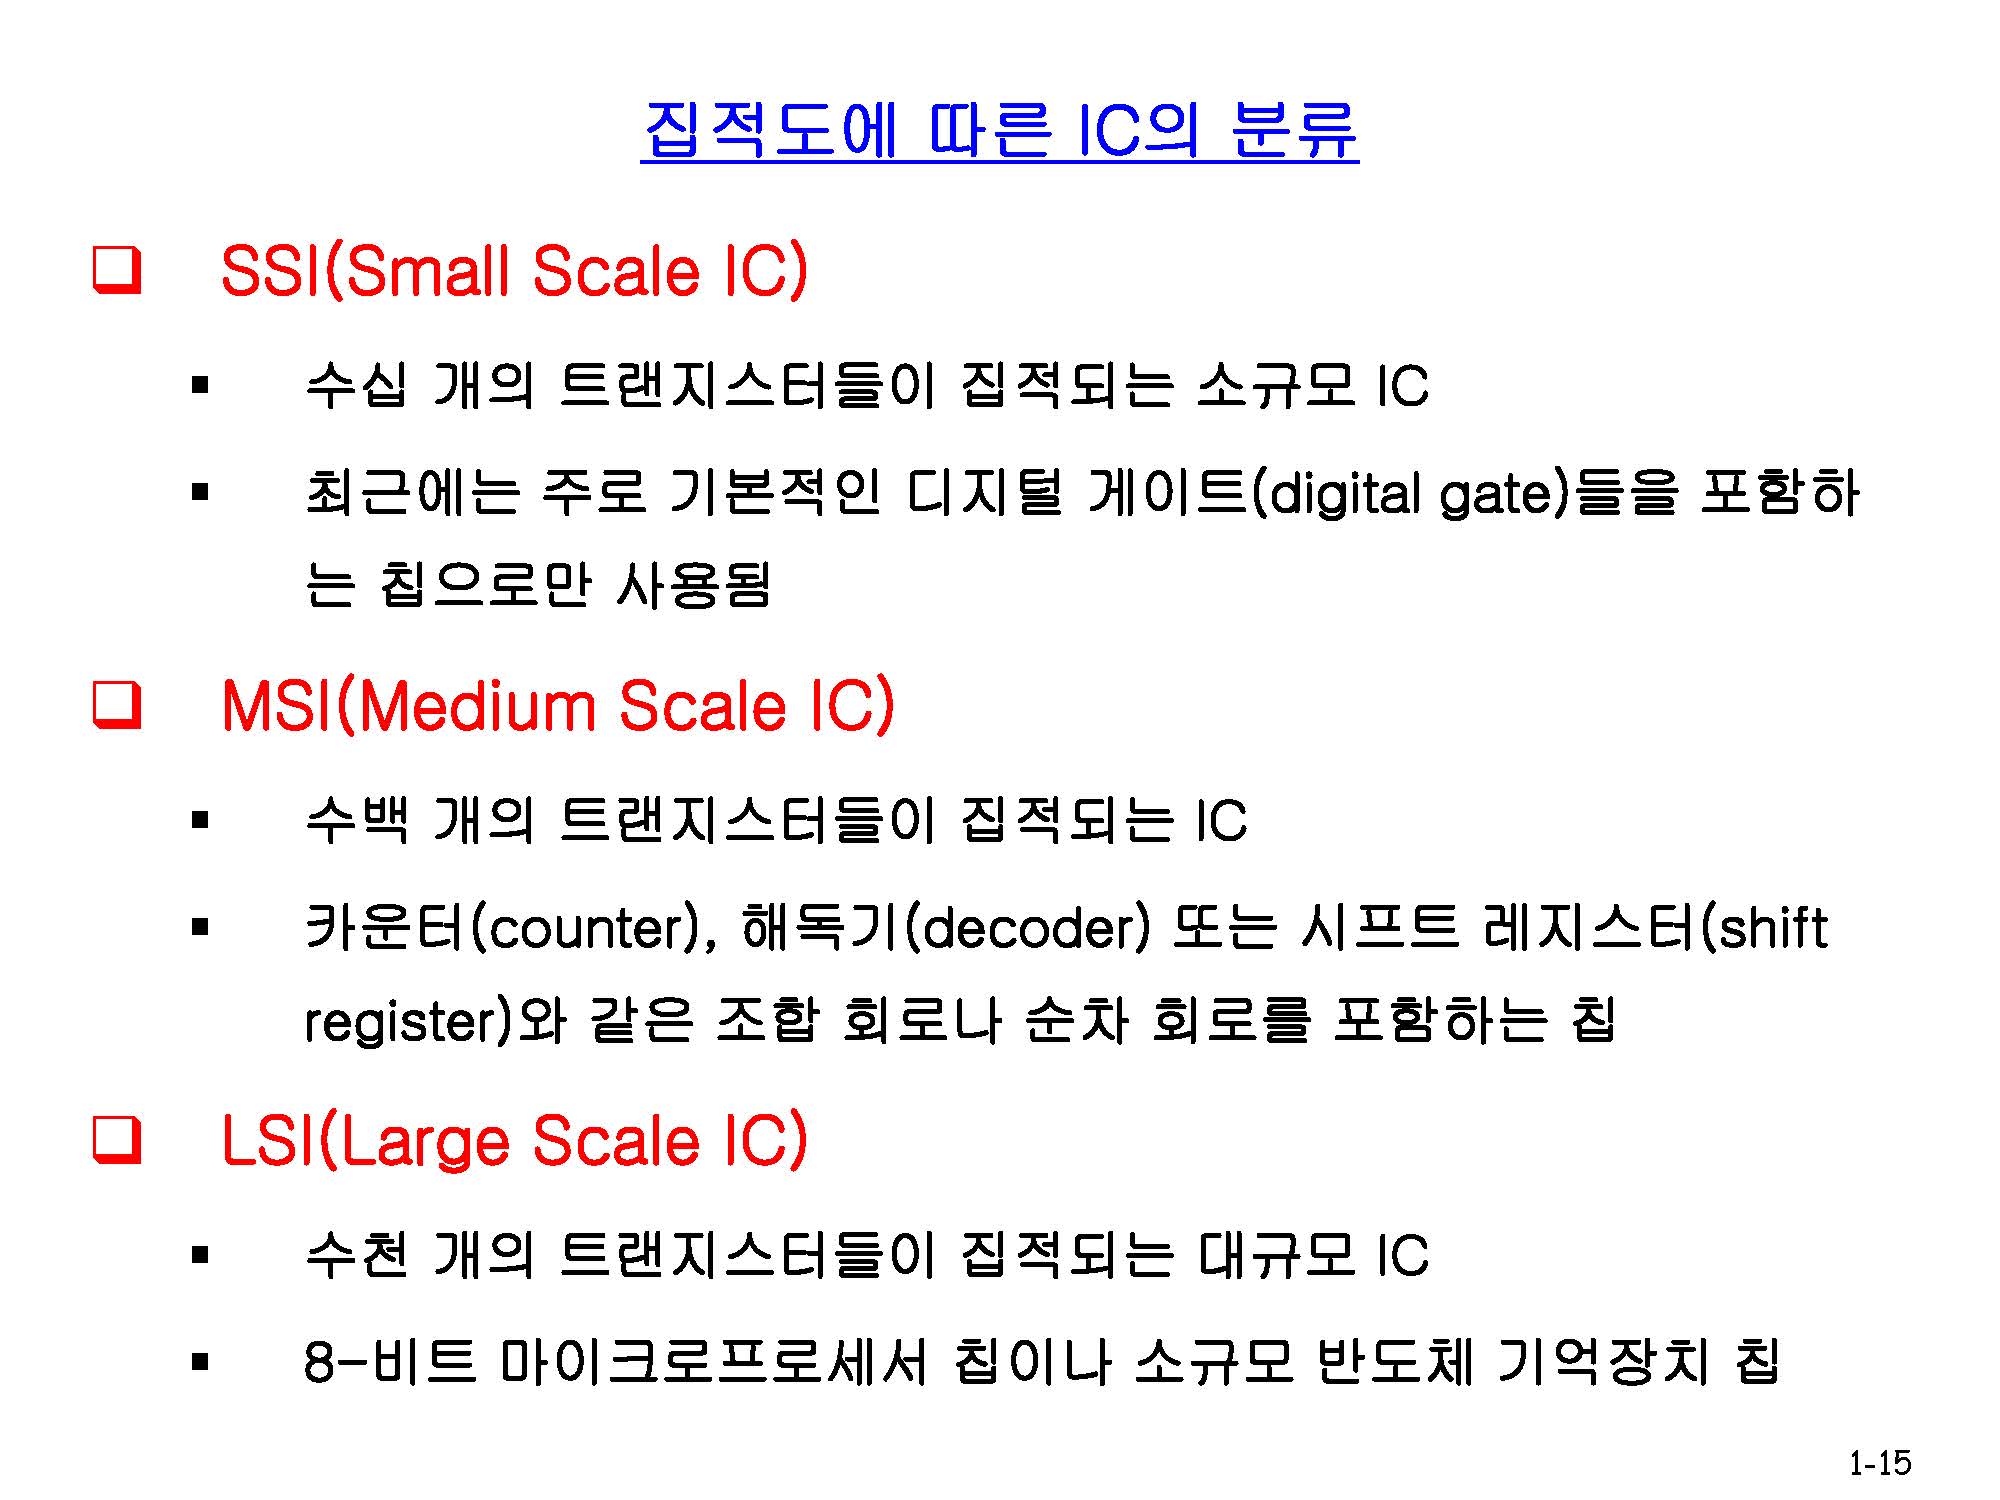 집적도에 따른 IC의 분류
❑ SSI(Small Scale IC)
▪ 수십 개의 트랜지스터들이 집적되는 소규모 IC
▪ 최근에는 주로 기본적인 디지털 게이트(digital gate)들을 포함하
는 칩으로만 사용됨
❑ MSI(Medium Scale IC)
▪ 수백 개의 트랜지스터들이 집적되는 IC
▪ 카운터(counter), 해독기(decoder) 또는 시프트 레지스터(shift
register)와 같은 조합 회로나 순차 회로를 포함하는 칩
❑ LSI(Large Scale IC)
▪ 수천 개의 트랜지스터들이 집적되는 대규모 IC
▪ 8-비트 마이크로프로세서 칩이나 소규모 반도체 기억장치 칩
1-15